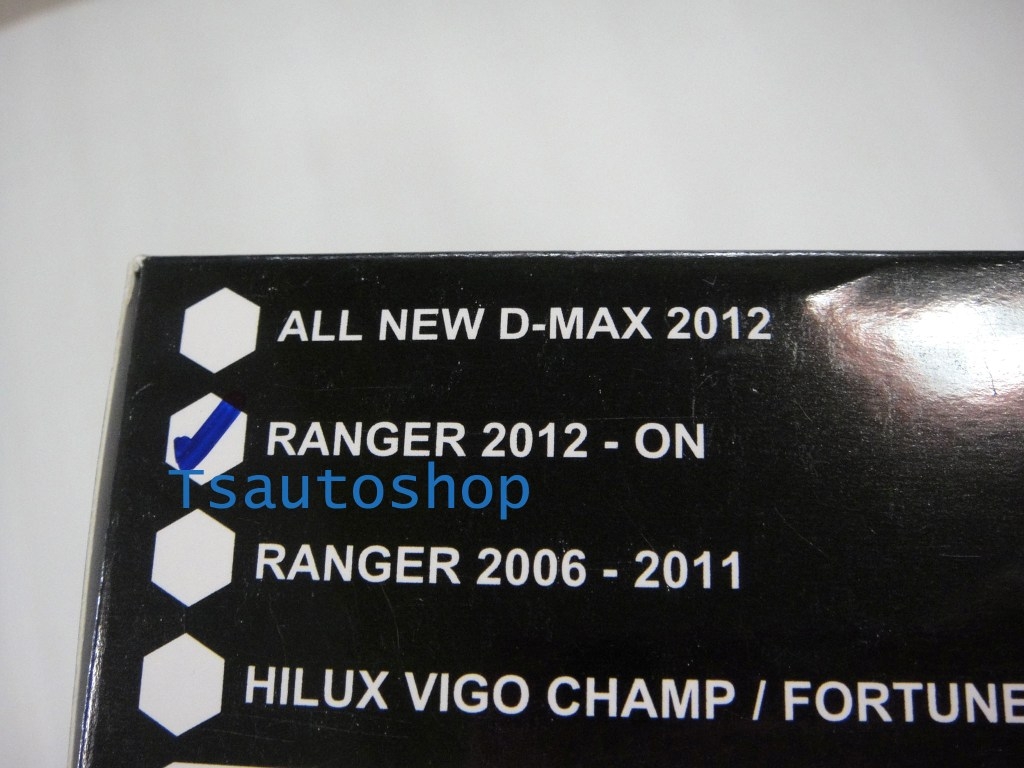 ALL NEW D-MAX 2012
RANGER 2012 - ON
Tsautoshop
RANGER 2006 - 2011
HILUX VIGO CHAMP / FORTUNE